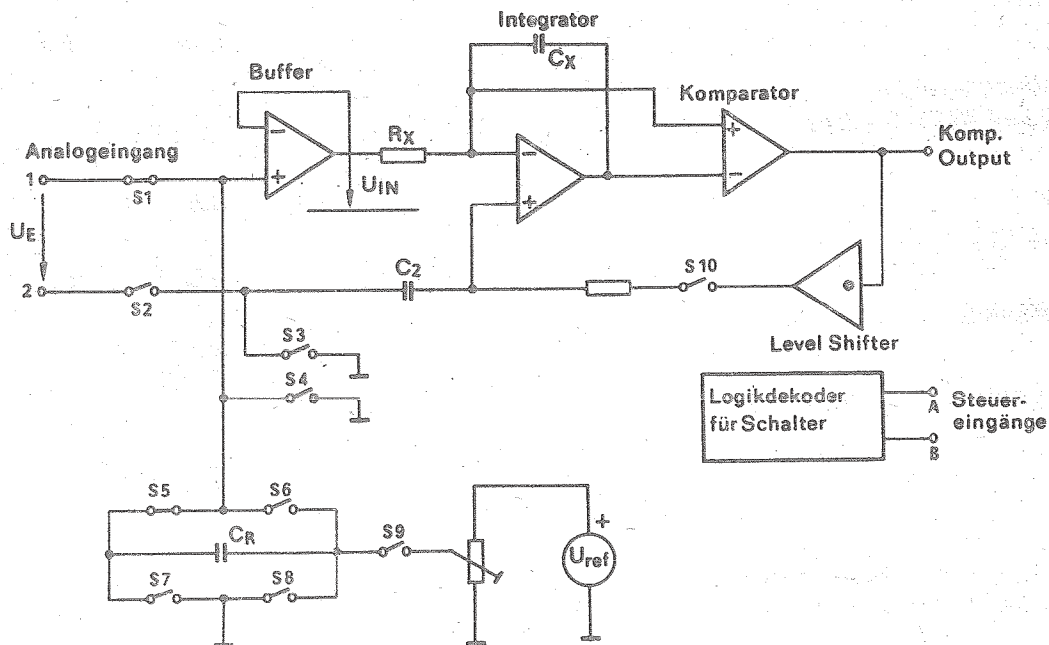 Integrator
CX
Buffer
Komparator
RX
+
−
Komp.
Output
Analogeingang
−
+
−
+
−
1
S1
UIN
UE
C2
S10
2
S2
Level Shifter
S3
S4
Logikdekoder
für Schalter
A
B
Steuer-
eingänge
S5
S6
CR
S9
+
Uref
S7
S8